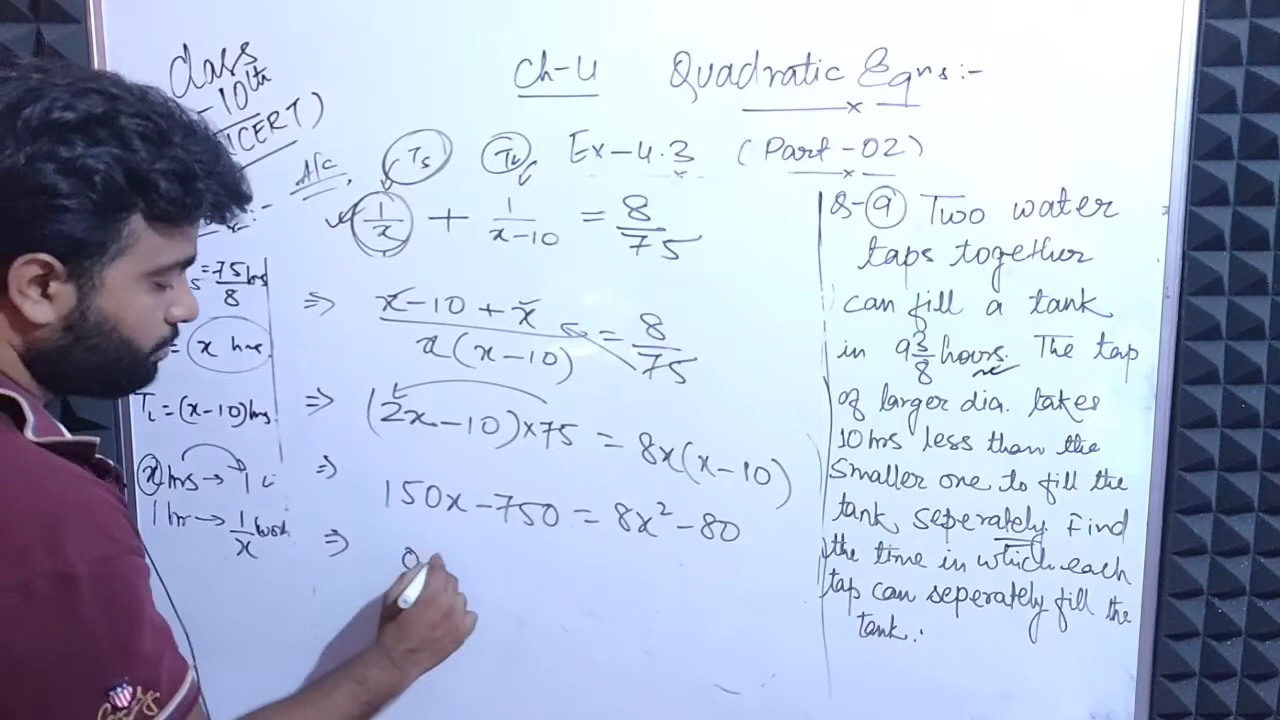 Class
- 10th
(NCERT)
Ch-4 Quadratic Eqns:-
Ex-4.3 (Part-02)
A/c
Ts TL
1/x + 1/x-10 = 8/75
= 75/8 hrs
= x hrs
TL = (x-10) hrs
x hrs → 1
1 hr → 1/x work
⇒ x-10+x/x(x-10) = 8/75
⇒ (2x-10)×75 = 8x(x-10)
⇒ 150x-750 = 8x²-80
⇒ 8
Q-9 Two water
taps together
can fill a tank
in 9 3/8 hours. The tap
of larger dia. takes
10 hrs less than the
smaller one to fill the
tank seperately. Find
the time in which each
tap can seperately fill the
tank.